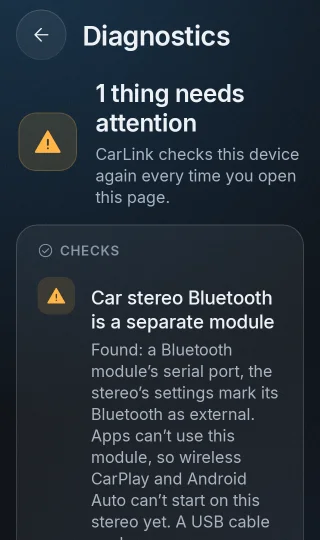 Diagnostics
1 thing needs
attention
CarLink checks this device
again every time you open
this page.
CHECKS
Car stereo Bluetooth
is a separate module
Found: a Bluetooth
module’s serial port, the
stereo’s settings mark its
Bluetooth as external.
Apps can’t use this
module, so wireless
CarPlay and Android
Auto can’t start on this
stereo yet. A USB cable